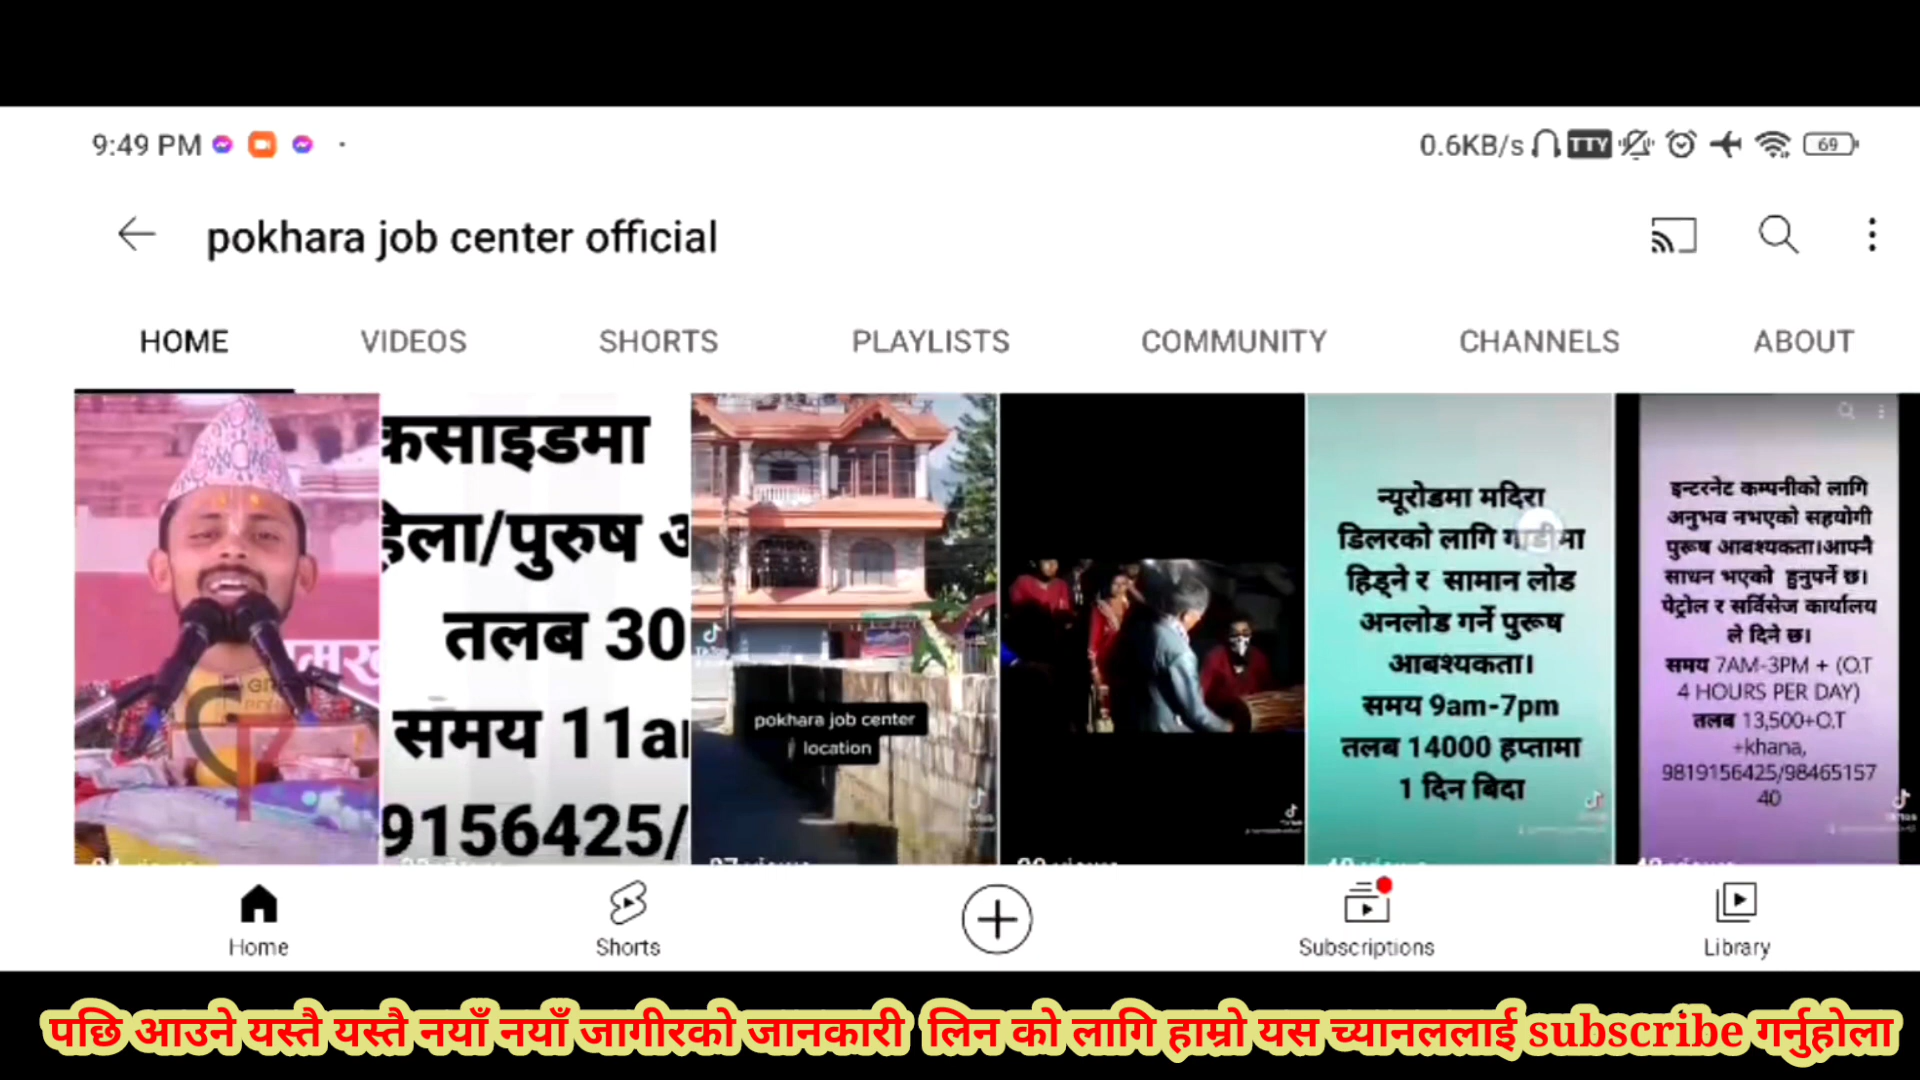 9:49 PM
0.6KB/s TTY 69
pokhara job center official
HOME VIDEOS SHORTS PLAYLISTS COMMUNITY CHANNELS ABOUT
कसाइडमा
हिला/पुरुष
तलब 30
समय 11a
9156425/
pokhara job center
location
न्यूरोडमा मदिरा
डिलरको लागि गाडीमा
हिड्ने र सामान लोड
अनलोड गर्ने पुरूष
आबश्यकता।
समय 9am-7pm
तलब 14000 हप्तामा
1 दिन बिदा
इन्टरनेट कम्पनीको लागि
अनुभव नभएको सहयोगी
पुरूष आबश्यकता।आफ्नै
साधन भएको हुनुपर्ने छ।
पेट्रोल र सर्विसेज कार्यालय
ले दिने छ।
समय 7AM-3PM + (O.T
4 HOURS PER DAY)
तलब 13,500+O.T
+khana,
9819156425/98465157
40
Home Shorts Subscriptions Library
पछि आउने यस्तै यस्तै नयाँ नयाँ जागीरको जानकारी लिन को लागि हाम्रो यस च्यानललाई subscribe गर्नुहोला